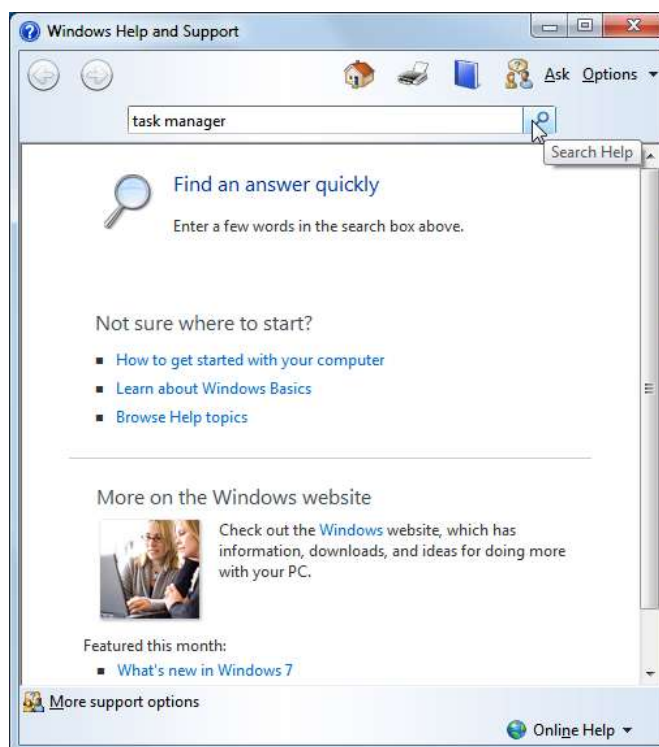 Windows Help and Support
Ask Options
task manager
Search Help
Find an answer quickly
Enter a few words in the search box above.
Not sure where to start?
How to get started with your computer
Learn about Windows Basics
Browse Help topics
More on the Windows website
Check out the Windows website, which has
information, downloads, and ideas for doing more
with your PC.
Featured this month:
What's new in Windows 7
More support options
Online Help